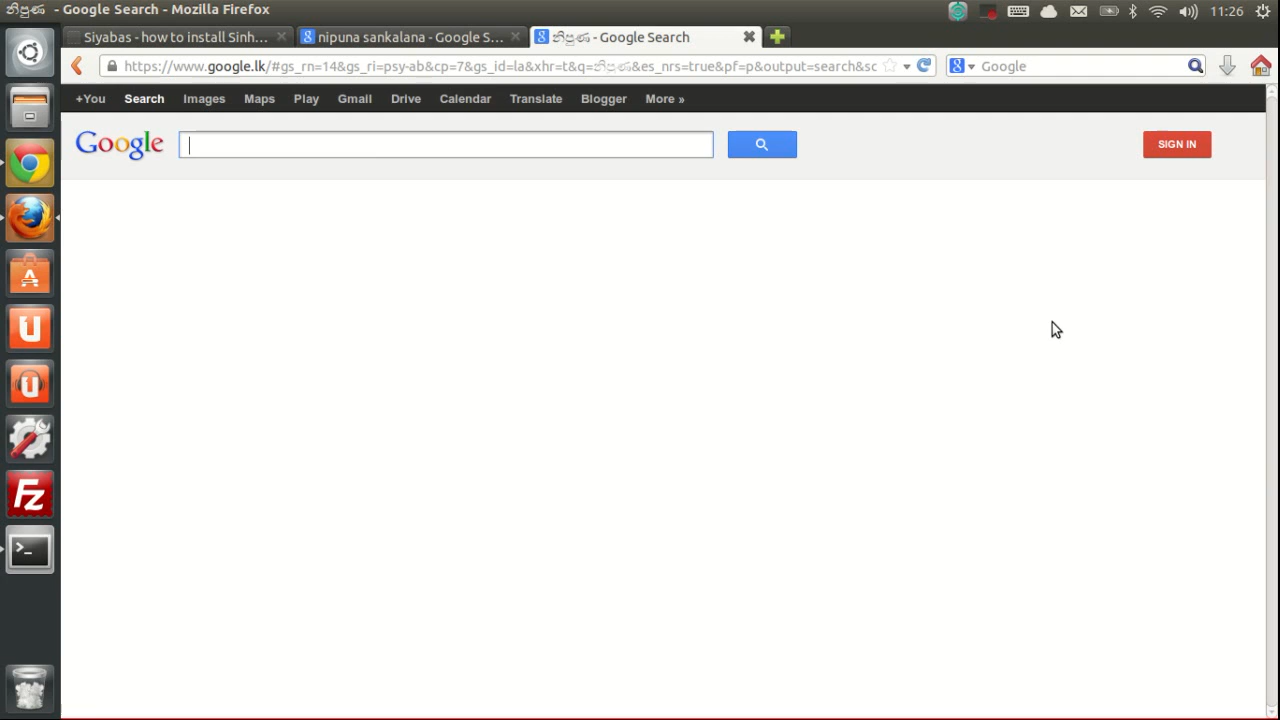 නිපුණ - Google Search - Mozilla Firefox
11:26
Siyabas - how to install Sinh...
nipuna sankalana - Google S...
නිපුණ - Google Search
https://www.google.lk/#gs_rn=14&gs_ri=psy-ab&cp=7&gs_id=la&xhr=t&q=නිපුණ&es_nrs=true&pf=p&output=search&sc
Google
+You Search Images Maps Play Gmail Drive Calendar Translate Blogger More »
Google
SIGN IN